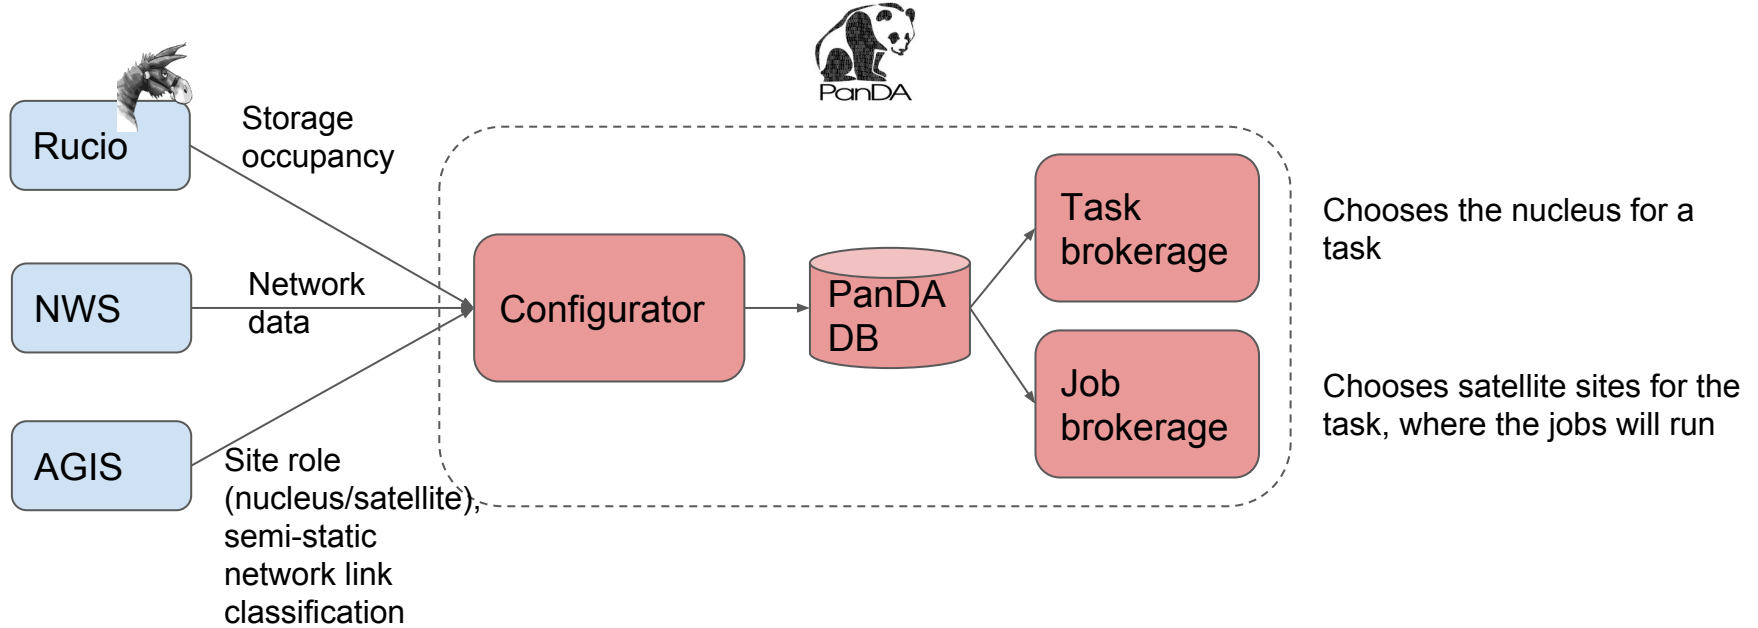 PanDA
Rucio
Storage
occupancy
NWS
Network
data
AGIS
Site role
(nucleus/satellite),
semi-static
network link
classification
Configurator
PanDA
DB
Task
brokerage
Job
brokerage
Chooses the nucleus for a
task
Chooses satellite sites for the
task, where the jobs will run